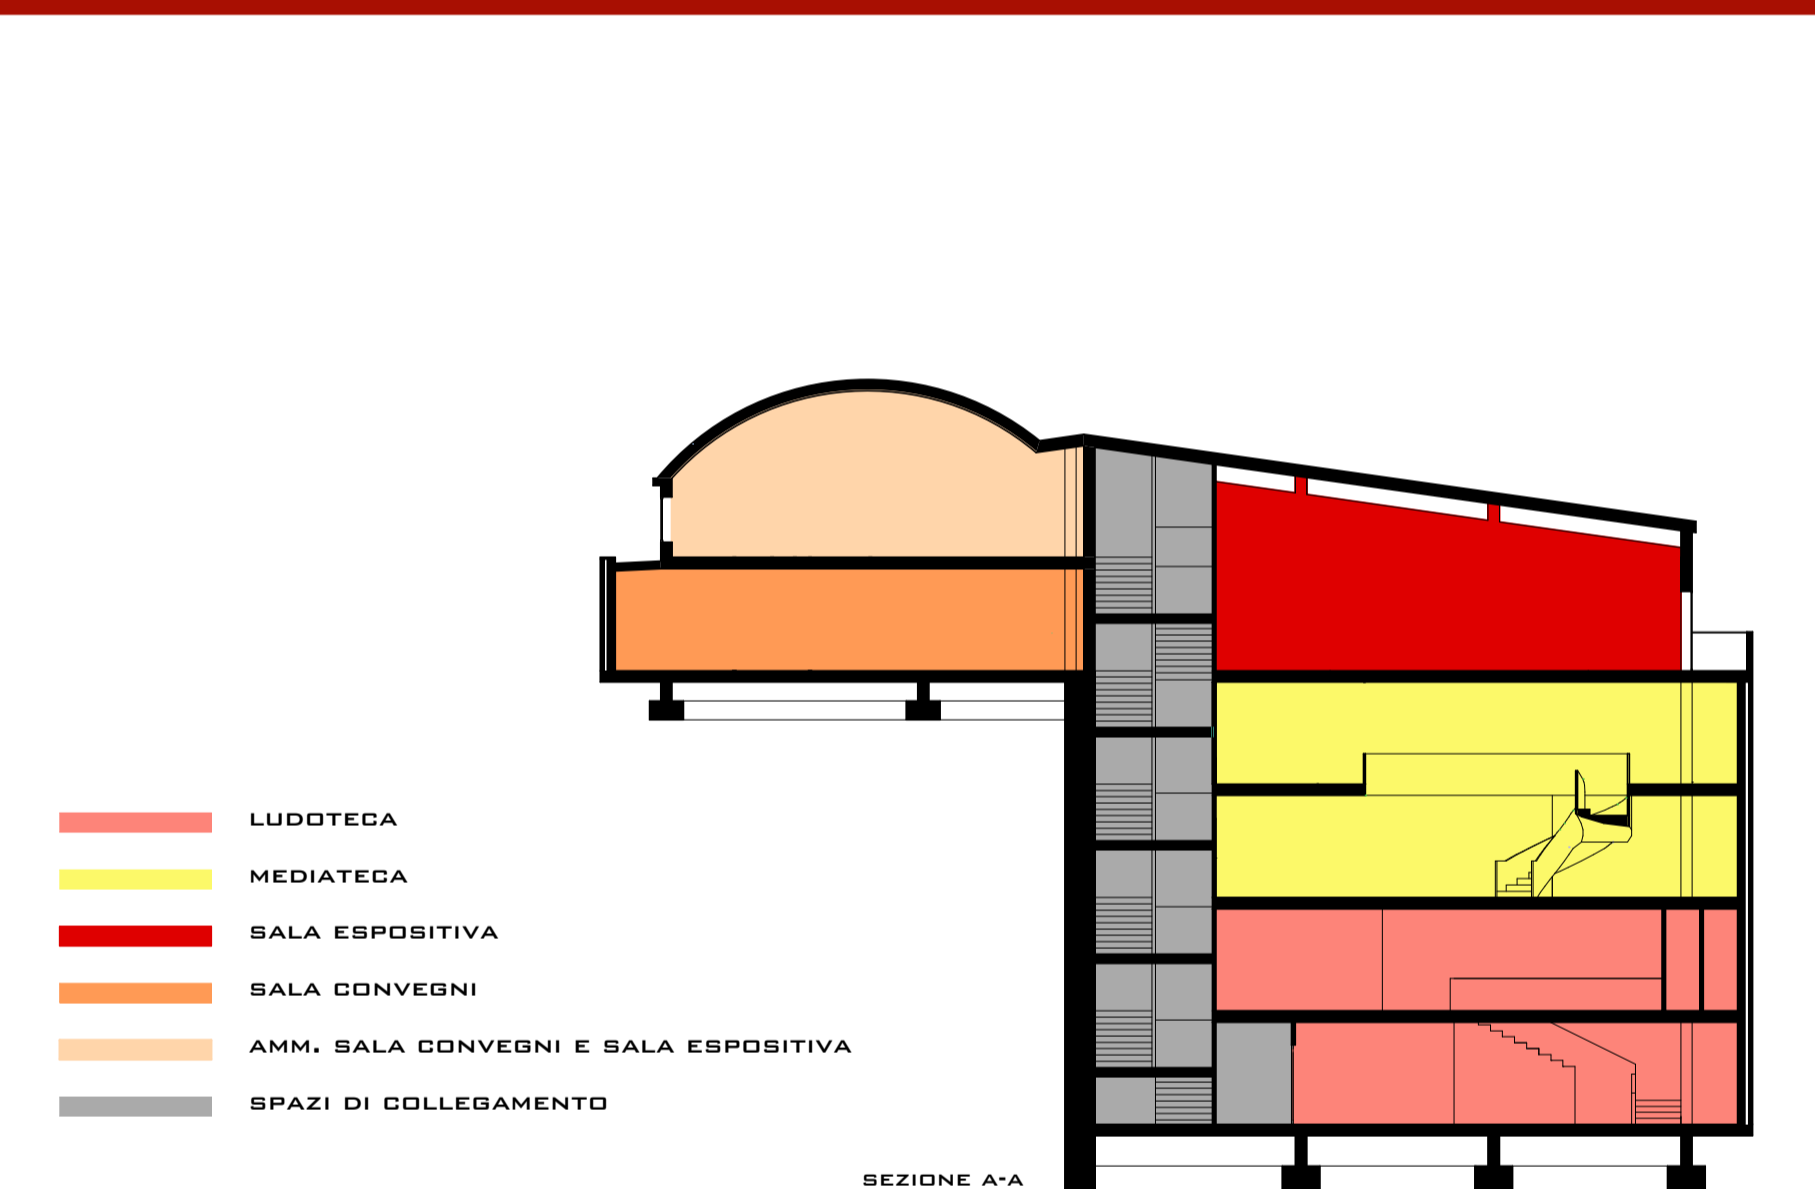 LUDOTECA
MEDIATECA
SALA ESPOSITIVA
SALA CONVEGNI
AMM. SALA CONVEGNI E SALA ESPOSITIVA
SPAZI DI COLLEGAMENTO
SEZIONE A-A